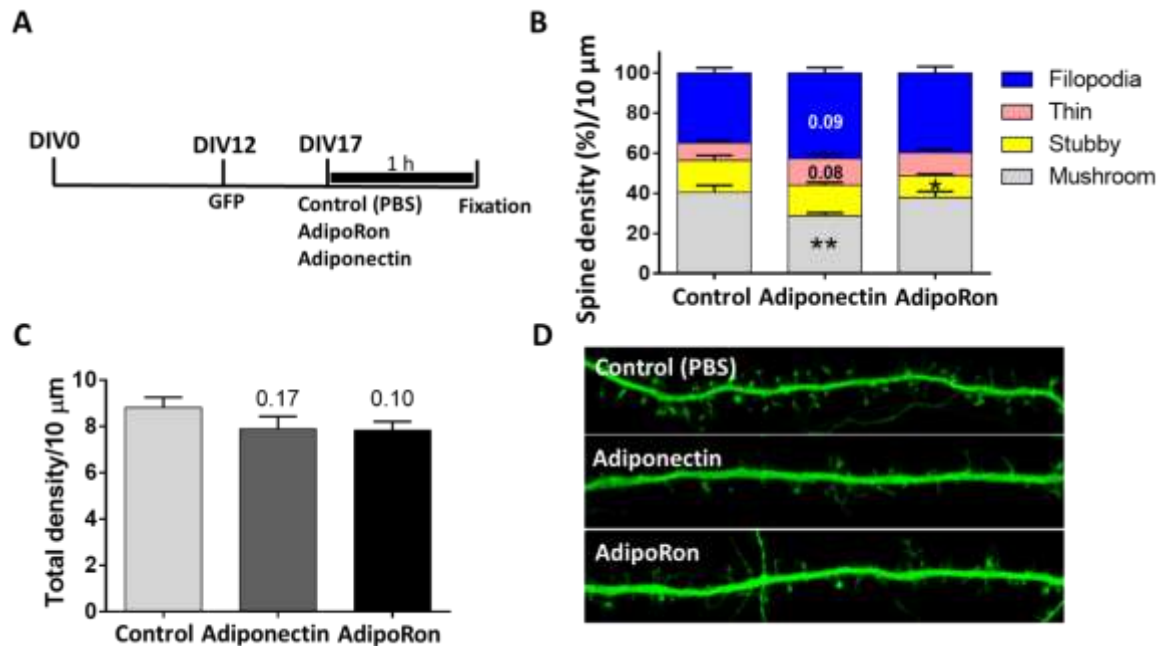 A
DIV0
DIV12
DIV17
1 h
GFP
Control (PBS)
AdipoRon
Adiponectin
Fixation
B
Spine density (%)/10 μm
100
80
60
40
20
0
0.09
0.08
*
**
Control Adiponectin AdipoRon
Filopodia
Thin
Stubby
Mushroom
C
Total density/10 μm
10
8
6
4
2
0
0.17
0.10
Control Adiponectin AdipoRon
D
Control (PBS)
Adiponectin
AdipoRon